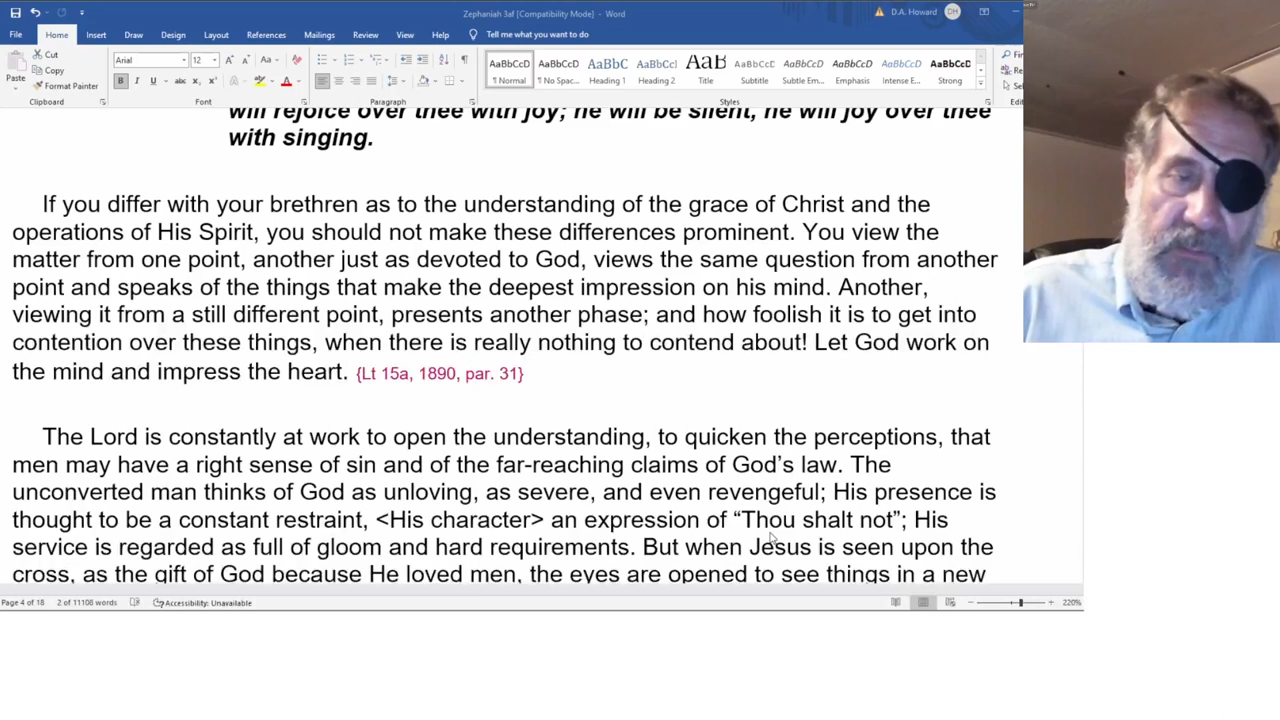 Zephaniah 3af [Compatibility Mode] - Word
D.A. Howard
DH
File Home Insert Draw Design Layout References Mailings Review View Help Tell me what you want to do
Paste
Cut
Copy
Format Painter
Clipboard
Arial 12
Font
Paragraph
AaBbCcD AaBbCcD AaBbC AaBbC AaB AaBbCcD AaBbCcD AaBbCcD AaBbCcD AaBbCcD
¶ Normal ¶ No Spac... Heading 1 Heading 2 Title Subtitle Subtle Em... Emphasis Intense E... Strong
Styles
will rejoice over thee with joy; he will be silent, he will joy over thee
with singing.
If you differ with your brethren as to the understanding of the grace of Christ and the
operations of His Spirit, you should not make these differences prominent. You view the
matter from one point, another just as devoted to God, views the same question from another
point and speaks of the things that make the deepest impression on his mind. Another,
viewing it from a still different point, presents another phase; and how foolish it is to get into
contention over these things, when there is really nothing to contend about! Let God work on
the mind and impress the heart. {Lt 15a, 1890, par. 31}
The Lord is constantly at work to open the understanding, to quicken the perceptions, that
men may have a right sense of sin and of the far-reaching claims of God’s law. The
unconverted man thinks of God as unloving, as severe, and even revengeful; His presence is
thought to be a constant restraint, <His character> an expression of “Thou shalt not”; His
service is regarded as full of gloom and hard requirements. But when Jesus is seen upon the
cross, as the gift of God because He loved men, the eyes are opened to see things in a new
Page 4 of 18 2 of 11108 words Accessibility: Unavailable 220%